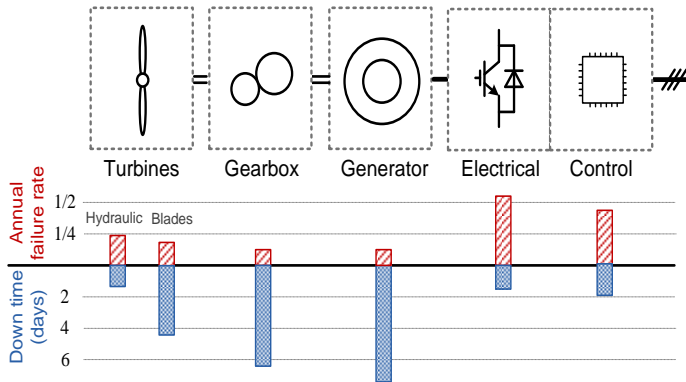 Turbines Gearbox Generator Electrical Control
Annual
failure rate
1/2
Hydraulic Blades
1/4
Down time
(days)
2
4
6